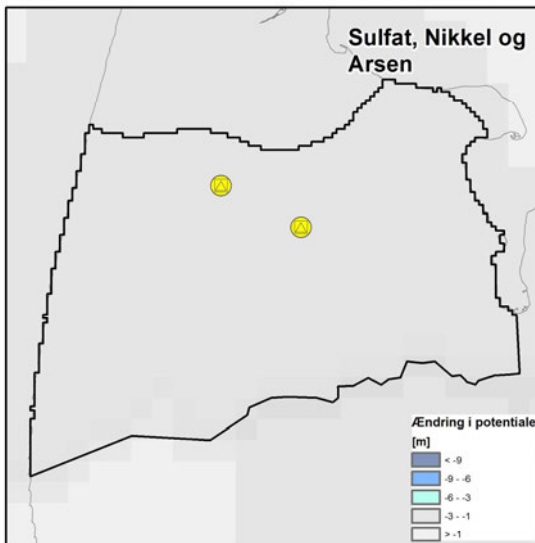 Sulfat, Nikkel og
Arsen
Ændring i potentiale
[m]
< -9
-9 - -6
-6 - -3
-3 - -1
> -1